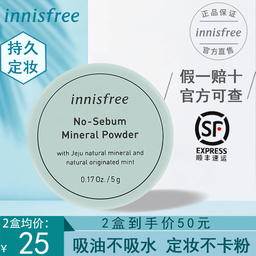 innisfree
持久
定妆
正品保证
innisfree
官方直售
假一赔十
官方可查
SF
EXPRESS
顺丰速运
innisfree
No-Sebum
Mineral Powder
with Jeju natural mineral and
natural originated mint
0.17 Oz. / 5 g
2盒均价:
¥25
2盒到手价50元
吸油不吸水 定妆不卡粉